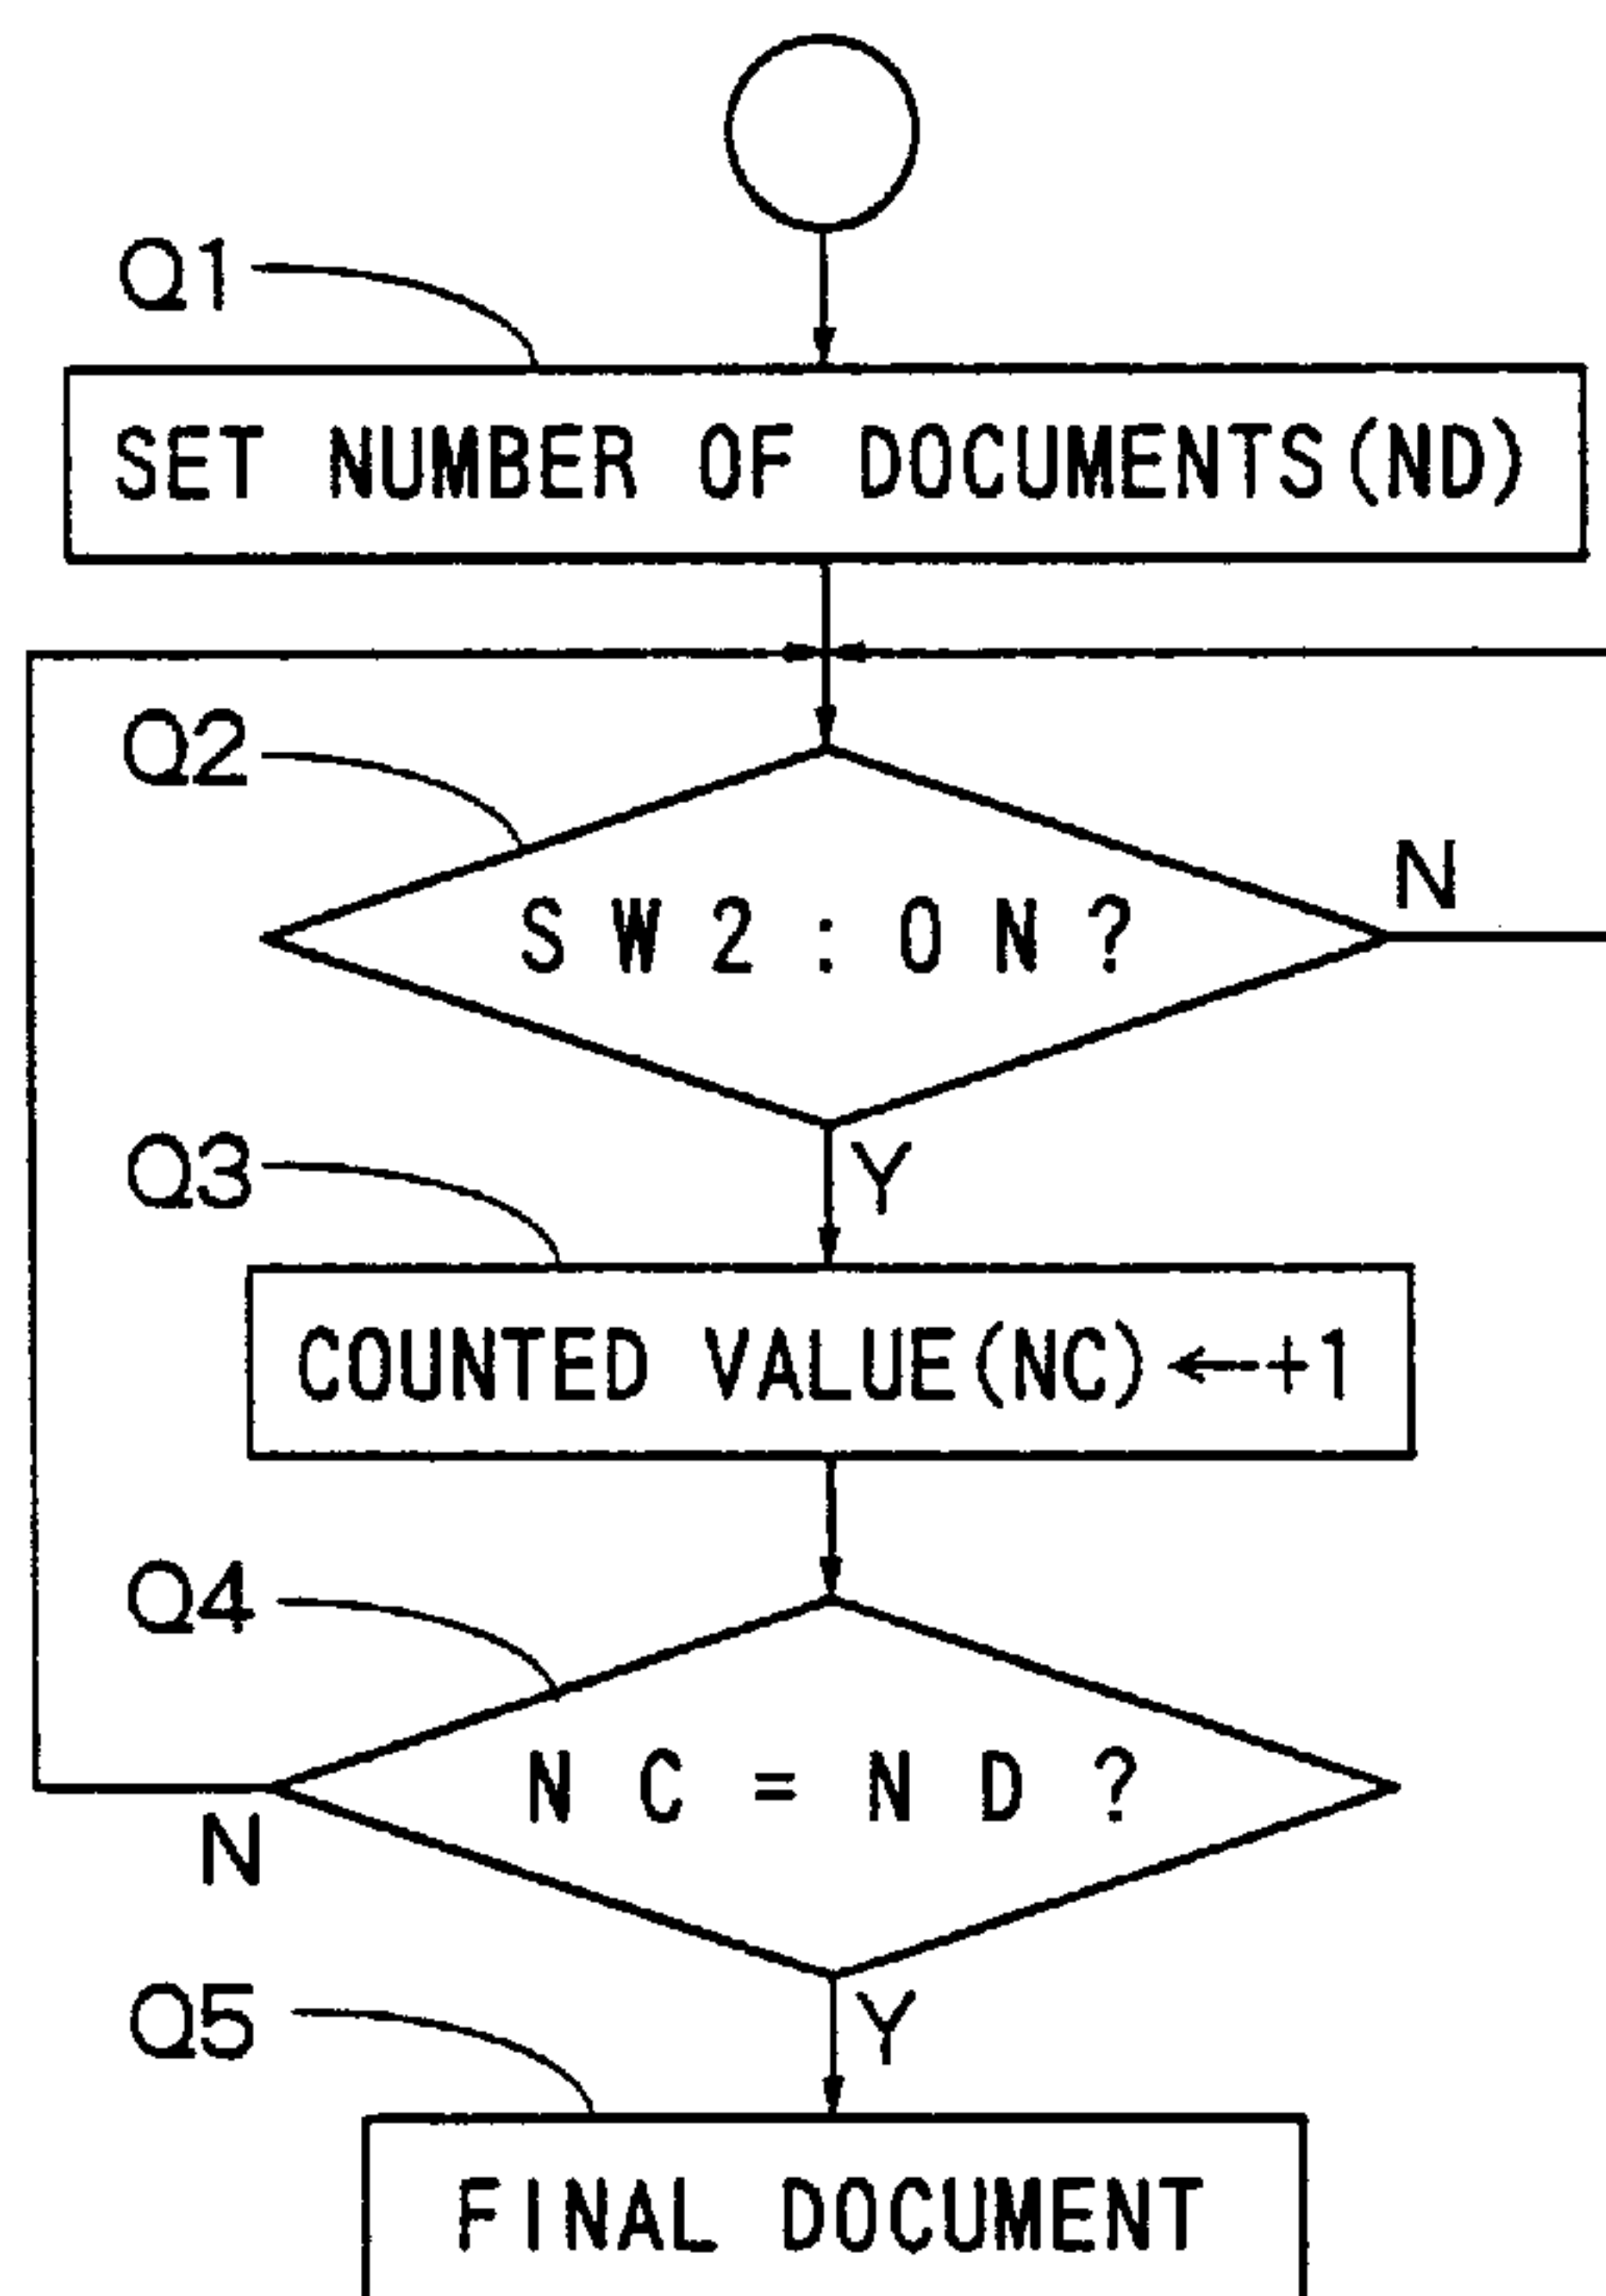 Q1
SET NUMBER OF DOCUMENTS(ND)
Q2
SW2:ON?
N
Y
Q3
COUNTED VALUE(NC)←+1
Q4
NC=ND?
N
Y
Q5
FINAL DOCUMENT